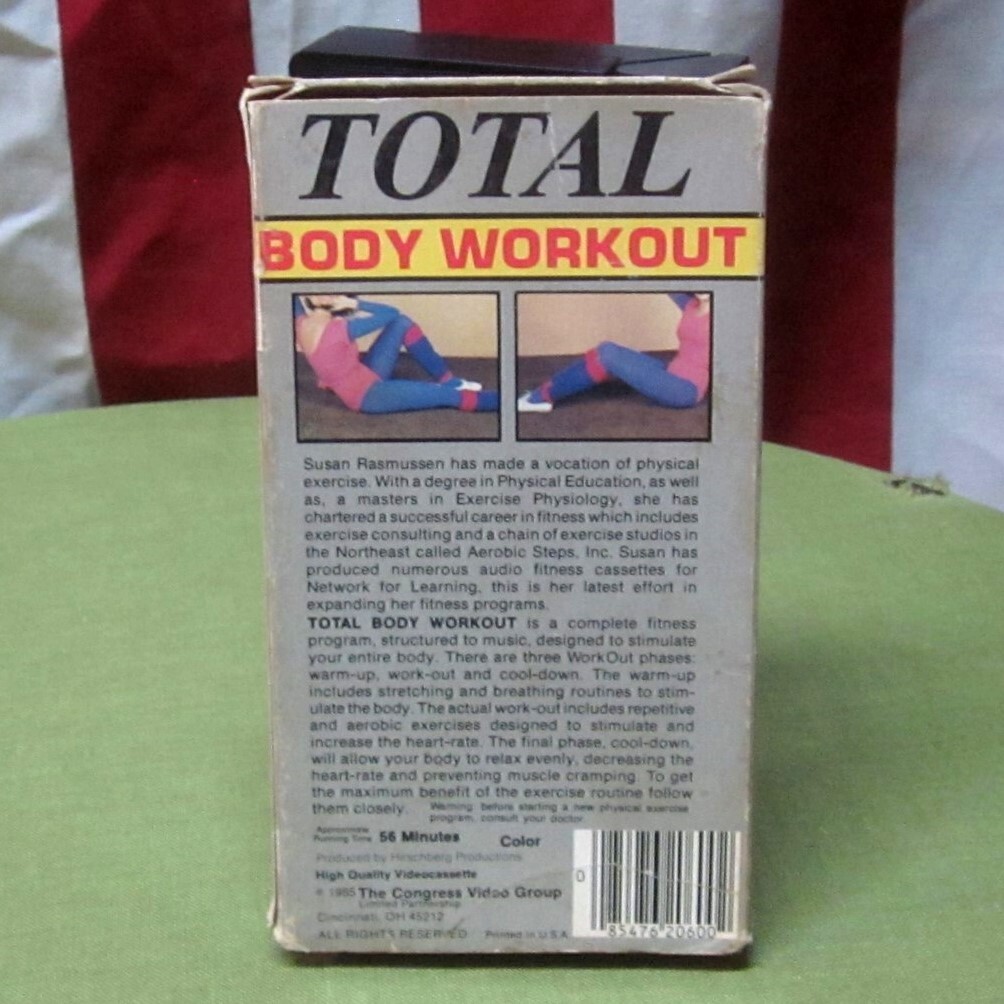 TOTAL
BODY WORKOUT
Susan Rasmussen has made a vocation of physical
exercise. With a degree in Physical Education, as well
as, a masters in Exercise Physiology, she has
chartered a successful career in fitness which includes
exercise consulting and a chain of exercise studios in
the Northeast called Aerobic Steps, Inc. Susan has
produced numerous audio fitness cassettes for
Network for Learning, this is her latest effort in
expanding her fitness programs.
TOTAL BODY WORKOUT is a complete fitness
program, structured to music, designed to stimulate
your entire body. There are three WorkOut phases:
warm-up, work-out and cool-down. The warm-up
includes stretching and breathing routines to stim-
ulate the body. The actual work-out includes repetitive
and aerobic exercises designed to stimulate and
increase the heart-rate. The final phase, cool-down,
will allow your body to relax evenly, decreasing the
heart-rate and preventing muscle cramping. To get
the maximum benefit of the exercise routine follow
them closely. Warning: before starting a new physical exercise
program, consult your doctor.
Approximate
Running Time 56 Minutes Color
Produced by Hirschberg Productions
High Quality Videocassette
© 1985 The Congress Video Group
Limited Partnership
Cincinnati, OH 45212
ALL RIGHTS RESERVED Printed in U.S.A.
0 85476 20600